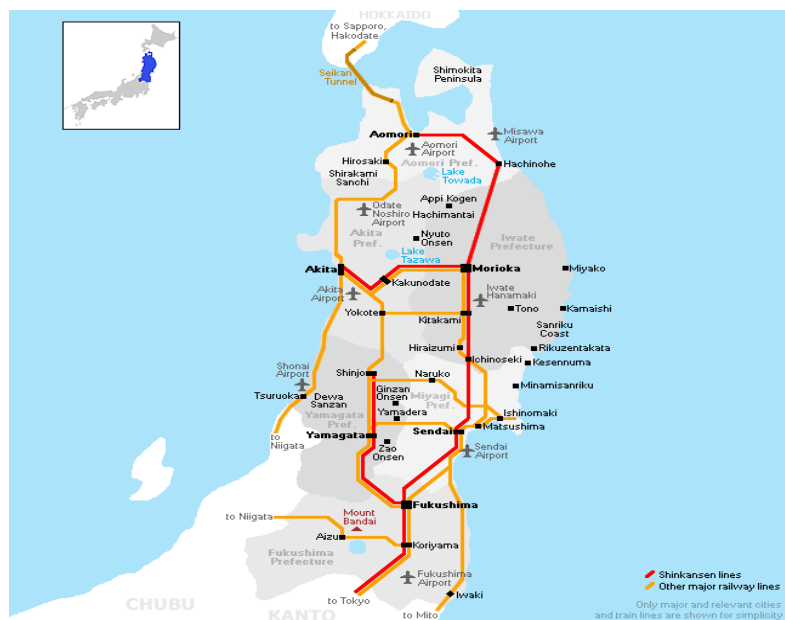 HOKKAIDO
to Sapporo,
Hakodate
Seikan
Tunnel
Shimokita
Peninsula
Aomori
Misawa
Airport
Aomori
Airport
Hirosaki
Aomori Pref.
Hachinohe
Shirakami
Sanchi
Lake
Towada
Appi Kogen
Hachimantai
Odate
Noshiro
Airport
Akita
Pref.
Nyuto
Onsen
Iwate
Prefecture
Lake
Tazawa
Akita
Morioka
Miyako
Kakunodate
Akita
Airport
Iwate
Hanamaki
Tono
Kamaishi
Yokote
Kitakami
Sanriku
Coast
Hiraizumi
Rikuzentakata
Ichinoseki
Kesennuma
Shonai
Airport
Shinjo
Naruko
Minamisanriku
Ginzan
Onsen
Miyagi
Pref.
Tsuruoka
Dewa
Sanzan
Yamadera
Ishinomaki
Yamagata
Pref.
Matsushima
Yamagata
Sendai
to
Niigata
Zao
Onsen
Sendai
Airport
Fukushima
to Niigata
Mount
Bandai
Aizu
Koriyama
Fukushima
Prefecture
Fukushima
Airport
Shinkansen lines
Other major railway lines
Iwaki
to Tokyo
CHUBU
KANTO
to Mito
Only major and relevant cities
and train lines are shown for simplicity